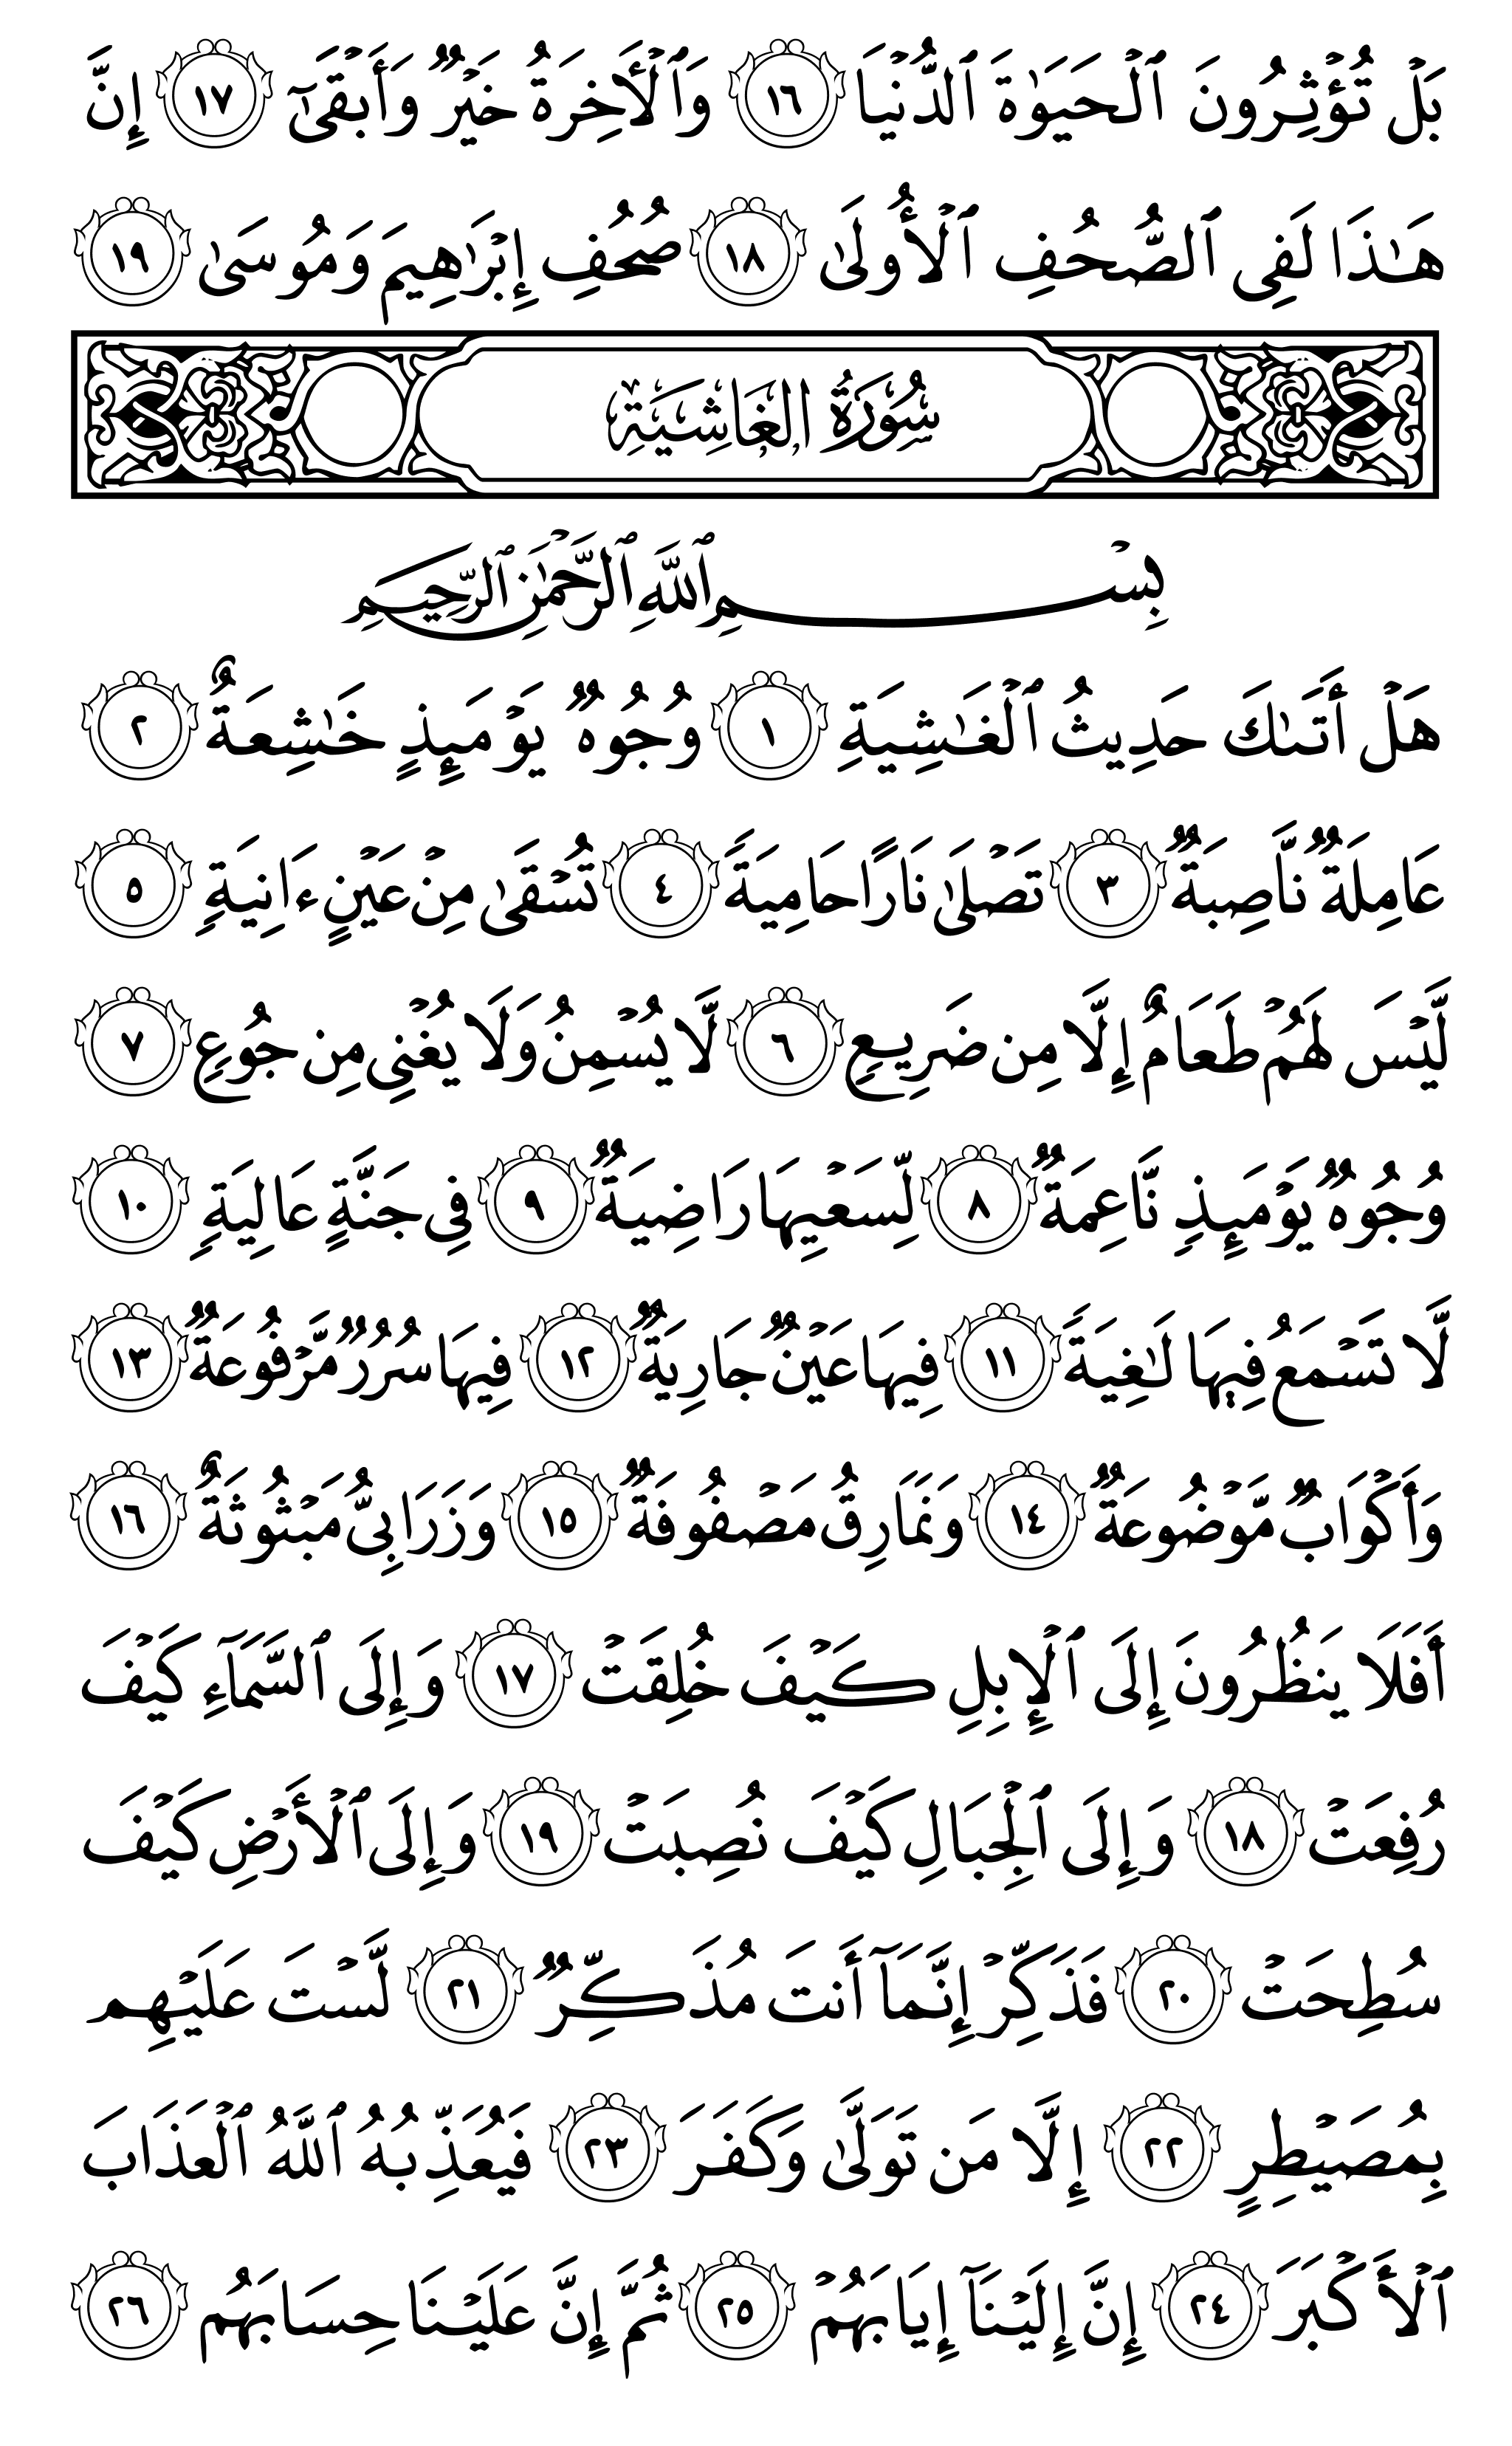 بَلْ تُؤْثِرُونَ ٱلْحَيَوٰةَ ٱلدُّنْيَا ١٦ وَٱلْأَخِرَةُ خَيْرٌ وَأَبْقَىٰٓ ١٧ إِنَّ
هَـٰذَا لَفِى ٱلصُّحُفِ ٱلْأُولَىٰ ١٨ صُحُفِ إِبْرَٰهِيمَ وَمُوسَىٰ ١٩
سُورَةُ الغَاشِيَةِ
بِسْمِ ٱللَّهِ ٱلرَّحْمَـٰنِ ٱلرَّحِيمِ
هَلْ أَتَىٰكَ حَدِيثُ ٱلْغَـٰشِيَةِ ١ وُجُوهٌ يَوْمَئِذٍ خَـٰشِعَةٌ ٢
عَامِلَةٌ نَّاصِبَةٌ ٣ تَصْلَىٰ نَارًا حَامِيَةً ٤ تُسْقَىٰ مِنْ عَيْنٍ ءَانِيَةٍ ٥
لَّيْسَ لَهُمْ طَعَامٌ إِلَّا مِن ضَرِيعٍ ٦ لَّا يُسْمِنُ وَلَا يُغْنِى مِن جُوعٍ ٧
وُجُوهٌ يَوْمَئِذٍ نَّاعِمَةٌ ٨ لِّسَعْيِهَا رَاضِيَةٌ ٩ فِى جَنَّةٍ عَالِيَةٍ ١٠
لَّا تَسْمَعُ فِيهَا لَـٰغِيَةً ١١ فِيهَا عَيْنٌ جَارِيَةٌ ١٢ فِيهَا سُرُرٌ مَّرْفُوعَةٌ ١٣
وَأَكْوَابٌ مَّوْضُوعَةٌ ١٤ وَنَمَارِقُ مَصْفُوفَةٌ ١٥ وَزَرَابِىُّ مَبْثُوثَةٌ ١٦
أَفَلَا يَنظُرُونَ إِلَى ٱلْإِبِلِ كَيْفَ خُلِقَتْ ١٧ وَإِلَى ٱلسَّمَآءِ كَيْفَ
رُفِعَتْ ١٨ وَإِلَى ٱلْجِبَالِ كَيْفَ نُصِبَتْ ١٩ وَإِلَى ٱلْأَرْضِ كَيْفَ
سُطِحَتْ ٢٠ فَذَكِّرْ إِنَّمَآ أَنتَ مُذَكِّرٌ ٢١ لَّسْتَ عَلَيْهِم
بِمُصَيْطِرٍ ٢٢ إِلَّا مَن تَوَلَّىٰ وَكَفَرَ ٢٣ فَيُعَذِّبُهُ ٱللَّهُ ٱلْعَذَابَ
ٱلْأَكْبَرَ ٢٤ إِنَّ إِلَيْنَآ إِيَابَهُمْ ٢٥ ثُمَّ إِنَّ عَلَيْنَا حِسَابَهُم ٢٦